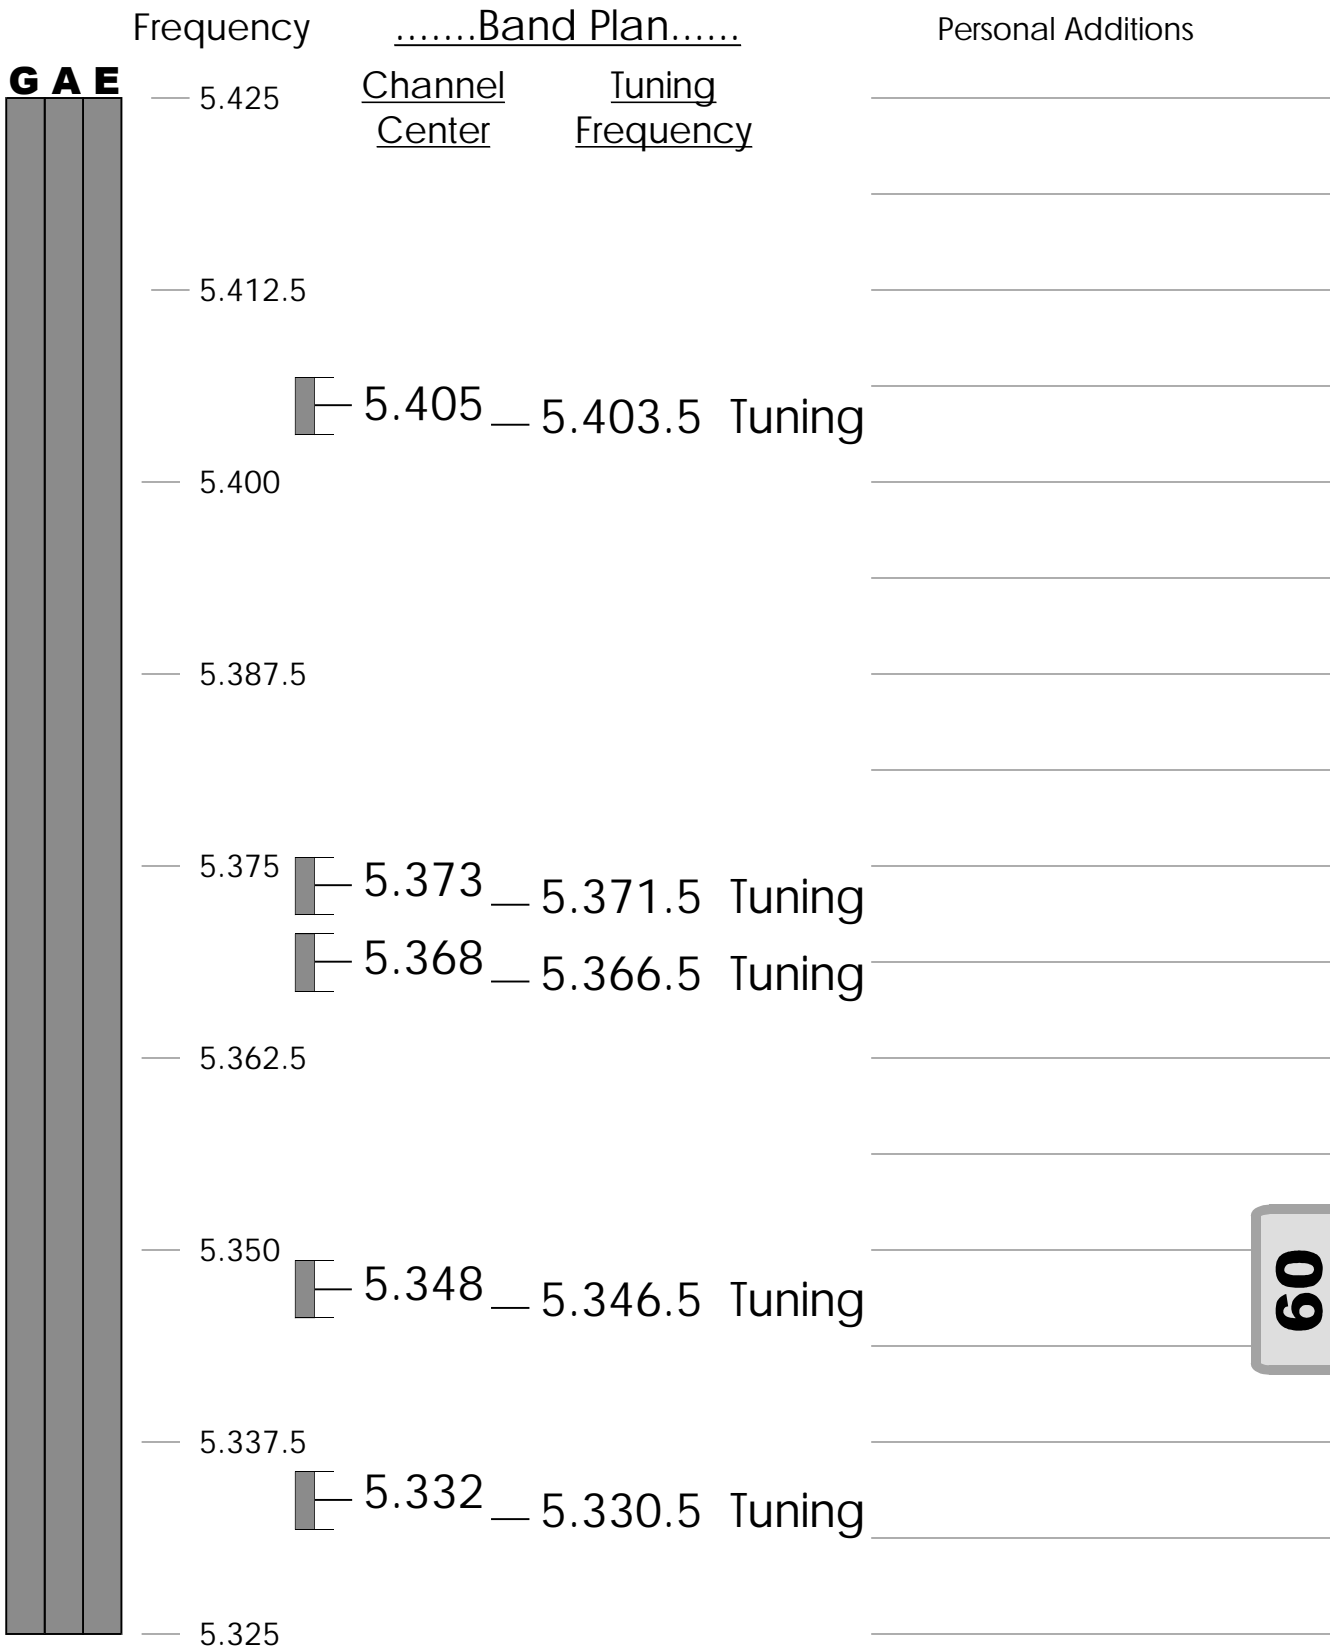 Frequency .......Band Plan...... Personal Additions
G A E
Channel Center
Tuning Frequency
5.425
5.412.5
5.405 5.403.5 Tuning
5.400
5.387.5
5.375
5.373 5.371.5 Tuning
5.368 5.366.5 Tuning
5.362.5
5.350
5.348 5.346.5 Tuning
60
5.337.5
5.332 5.330.5 Tuning
5.325